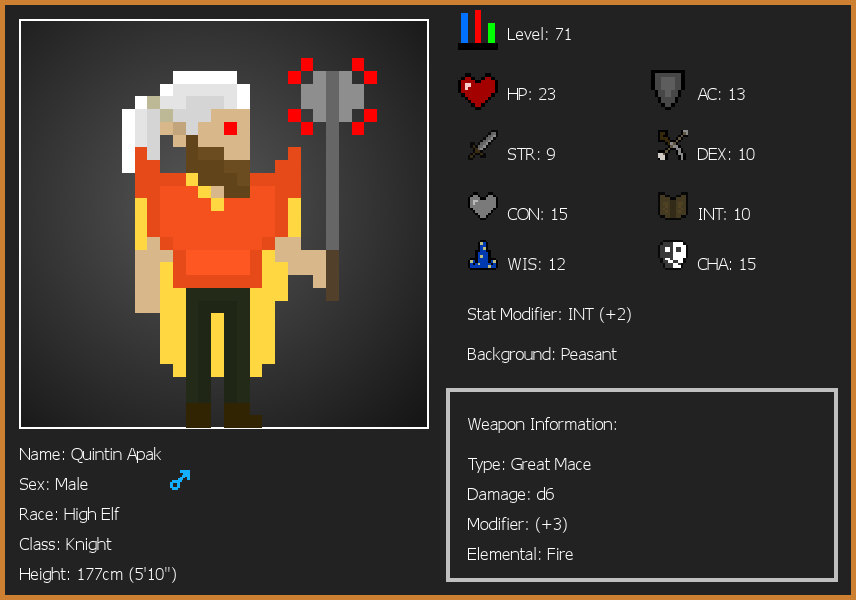 Level: 71
HP: 23
AC: 13
STR: 9
DEX: 10
CON: 15
INT: 10
WIS: 12
CHA: 15
Stat Modifier: INT (+2)
Background: Peasant
Weapon Information:
Type: Great Mace
Damage: d6
Modifier: (+3)
Elemental: Fire
Name: Quintin Apak
Sex: Male
Race: High Elf
Class: Knight
Height: 177cm (5'10")